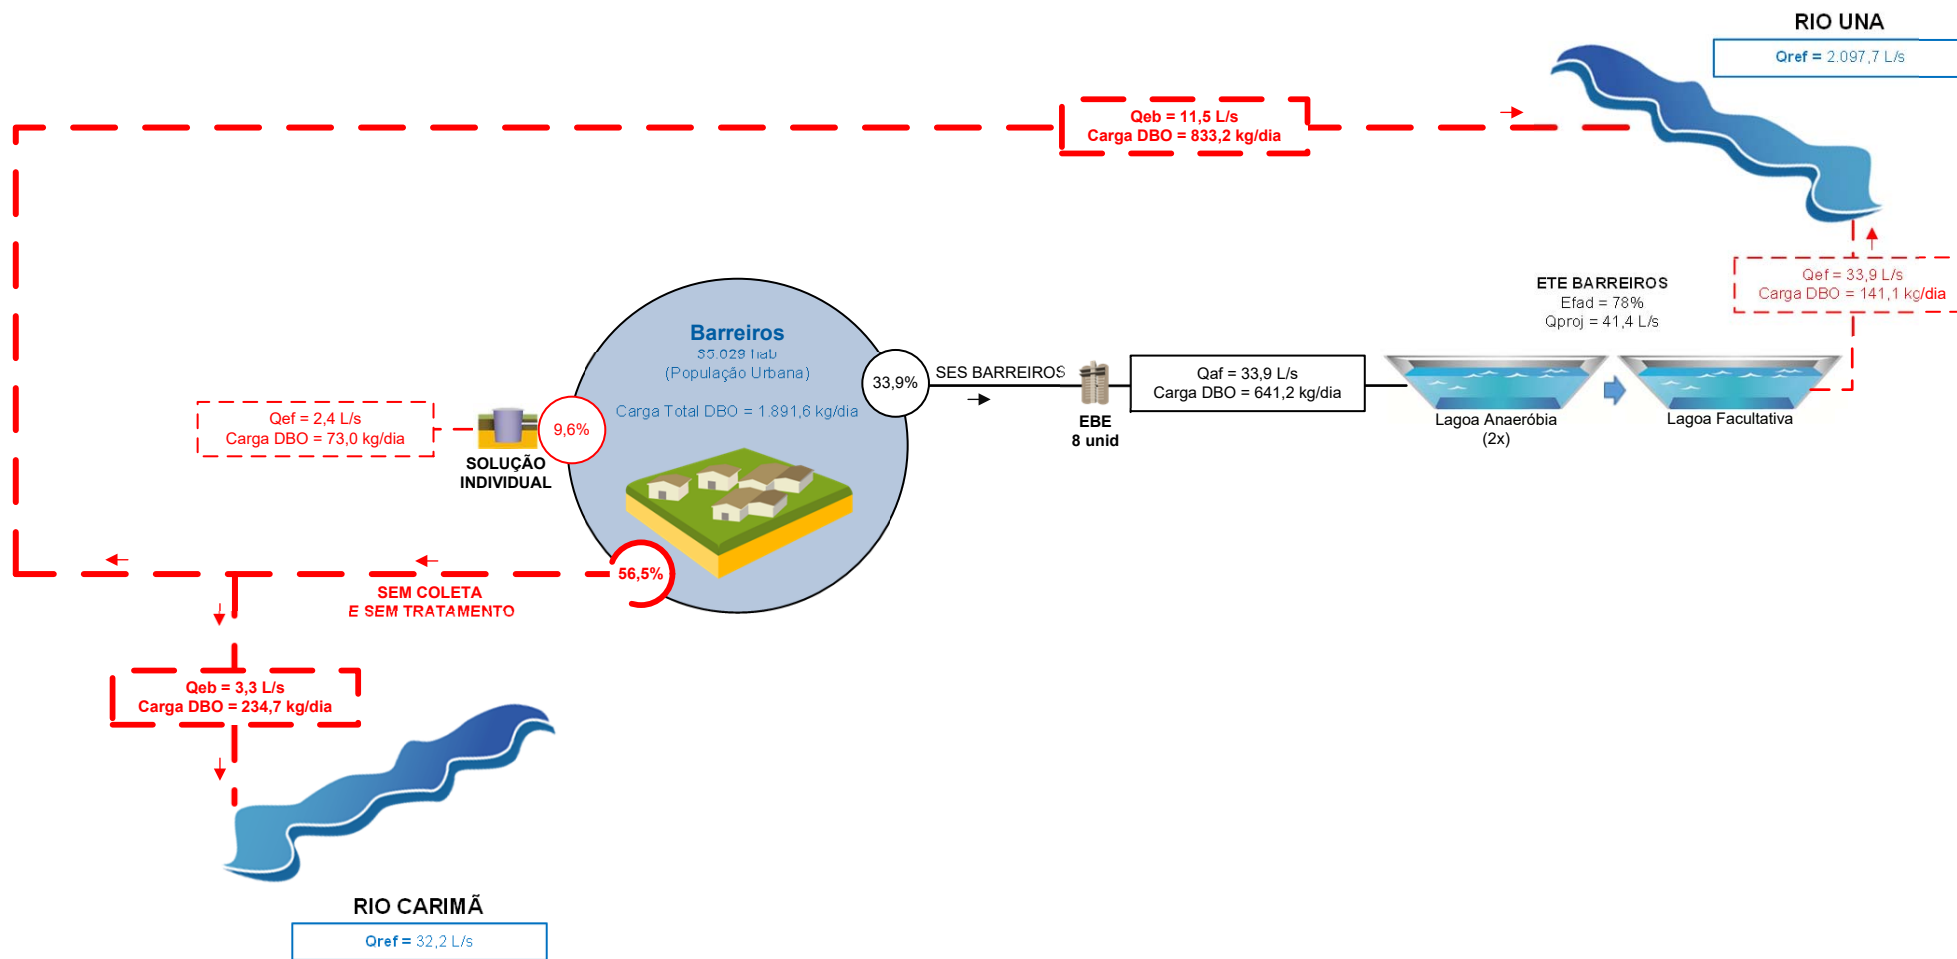 RIO UNA
Qref = 2.097,7 L/s
Qeb = 11,5 L/s
Carga DBO = 833,2 kg/dia
Qef = 33,9 L/s
Carga DBO = 141,1 kg/dia
ETE BARREIROS
Efad = 78%
Qproj = 41,4 L/s
Barreiros
35.029 hab
(População Urbana)
Carga Total DBO = 1.891,6 kg/dia
33,9%
SES BARREIROS
EBE
8 unid
Qaf = 33,9 L/s
Carga DBO = 641,2 kg/dia
Lagoa Anaeróbia
(2x)
Lagoa Facultativa
Qef = 2,4 L/s
Carga DBO = 73,0 kg/dia
9,6%
SOLUÇÃO
INDIVIDUAL
56,5%
SEM COLETA
E SEM TRATAMENTO
Qeb = 3,3 L/s
Carga DBO = 234,7 kg/dia
RIO CARIMÃ
Qref = 32,2 L/s